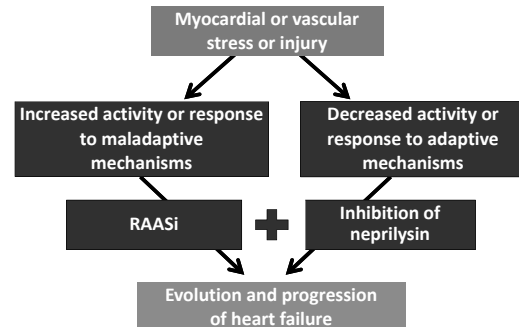 Myocardial or vascular
stress or injury
Increased activity or response
to maladaptive
mechanisms
Decreased activity or
response to adaptive
mechanisms
RAASi
Inhibition of
neprilysin
Evolution and progression
of heart failure